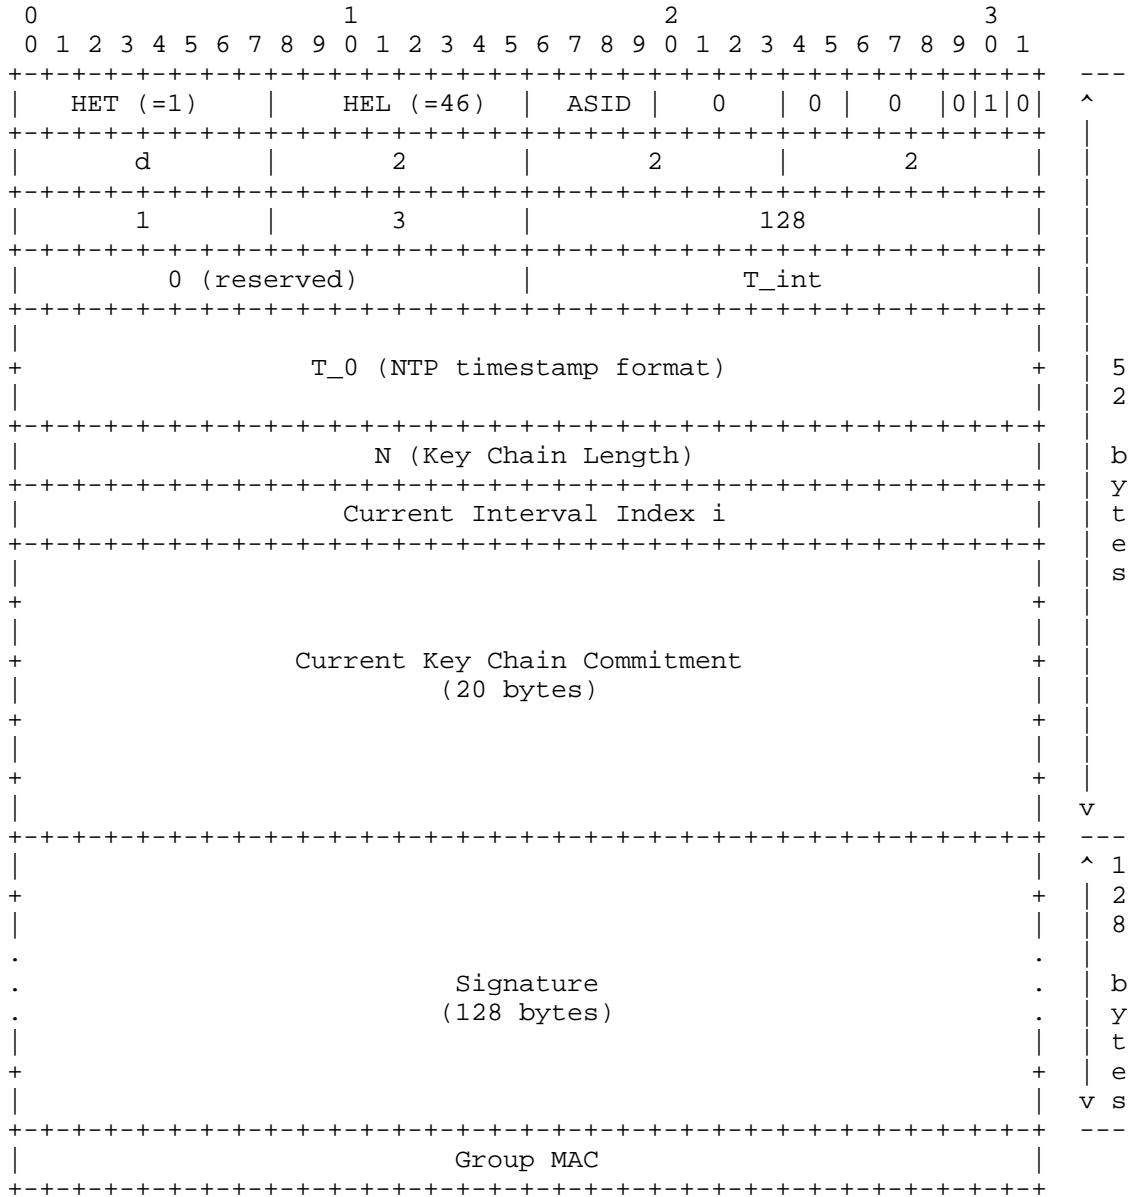 0                   1                   2                   3
0 1 2 3 4 5 6 7 8 9 0 1 2 3 4 5 6 7 8 9 0 1 2 3 4 5 6 7 8 9 0 1
+-+-+-+-+-+-+-+-+-+-+-+-+-+-+-+-+-+-+-+-+-+-+-+-+-+-+-+-+-+-+-+-+  ---
|   HET (=1)    |    HEL (=46)  |  ASID |   0   | 0 |  0  |0|1|0|  ^
+-+-+-+-+-+-+-+-+-+-+-+-+-+-+-+-+-+-+-+-+-+-+-+-+-+-+-+-+-+-+-+-+  |
|       d       |       2       |       2       |       2       |  |
+-+-+-+-+-+-+-+-+-+-+-+-+-+-+-+-+-+-+-+-+-+-+-+-+-+-+-+-+-+-+-+-+  |
|       1       |       3       |              128              |  |
+-+-+-+-+-+-+-+-+-+-+-+-+-+-+-+-+-+-+-+-+-+-+-+-+-+-+-+-+-+-+-+-+  |
|         0 (reserved)          |             T_int             |  |
+-+-+-+-+-+-+-+-+-+-+-+-+-+-+-+-+-+-+-+-+-+-+-+-+-+-+-+-+-+-+-+-+  |
|                                                               |  |
+                  T_0 (NTP timestamp format)                   +  | 5
|                                                               |  | 2
+-+-+-+-+-+-+-+-+-+-+-+-+-+-+-+-+-+-+-+-+-+-+-+-+-+-+-+-+-+-+-+-+  |
|                      N (Key Chain Length)                     |  | b
+-+-+-+-+-+-+-+-+-+-+-+-+-+-+-+-+-+-+-+-+-+-+-+-+-+-+-+-+-+-+-+-+  | y
|                    Current Interval Index i                   |  | t
+-+-+-+-+-+-+-+-+-+-+-+-+-+-+-+-+-+-+-+-+-+-+-+-+-+-+-+-+-+-+-+-+  | e
|                                                               |  | s
+                                                               +  |
|                                                               |  |
+                 Current Key Chain Commitment                  +  |
|                          (20 bytes)                           |  |
+                                                               +  |
|                                                               |  |
+                                                               +  |
|                                                               |  v
+-+-+-+-+-+-+-+-+-+-+-+-+-+-+-+-+-+-+-+-+-+-+-+-+-+-+-+-+-+-+-+-+  ---
|                                                               |  ^ 1
+                                                               +  | 2
|                                                               |  | 8
.                                                               .  |
.                           Signature                           .  | b
.                          (128 bytes)                          .  | y
|                                                               |  | t
+                                                               +  | e
|                                                               |  v s
+-+-+-+-+-+-+-+-+-+-+-+-+-+-+-+-+-+-+-+-+-+-+-+-+-+-+-+-+-+-+-+-+  ---
|                           Group MAC                           |
+-+-+-+-+-+-+-+-+-+-+-+-+-+-+-+-+-+-+-+-+-+-+-+-+-+-+-+-+-+-+-+-+